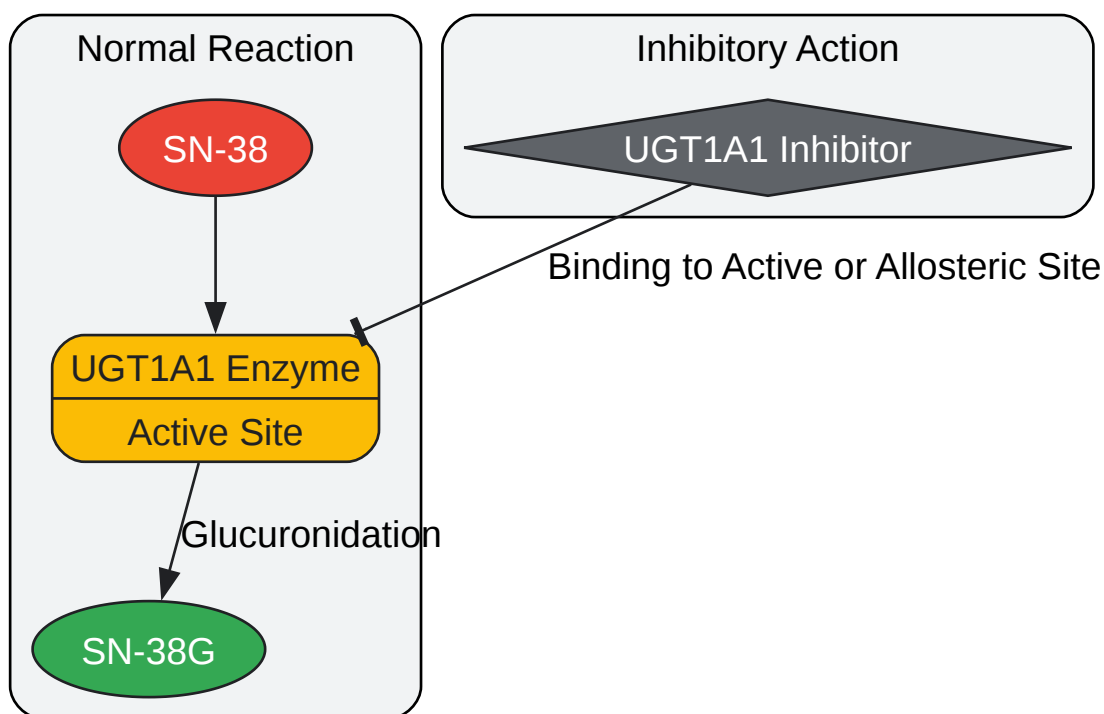 Normal Reaction
SN-38
UGT1A1 Enzyme
Active Site
Glucuronidation
SN-38G
Inhibitory Action
UGT1A1 Inhibitor
Binding to Active or Allosteric Site